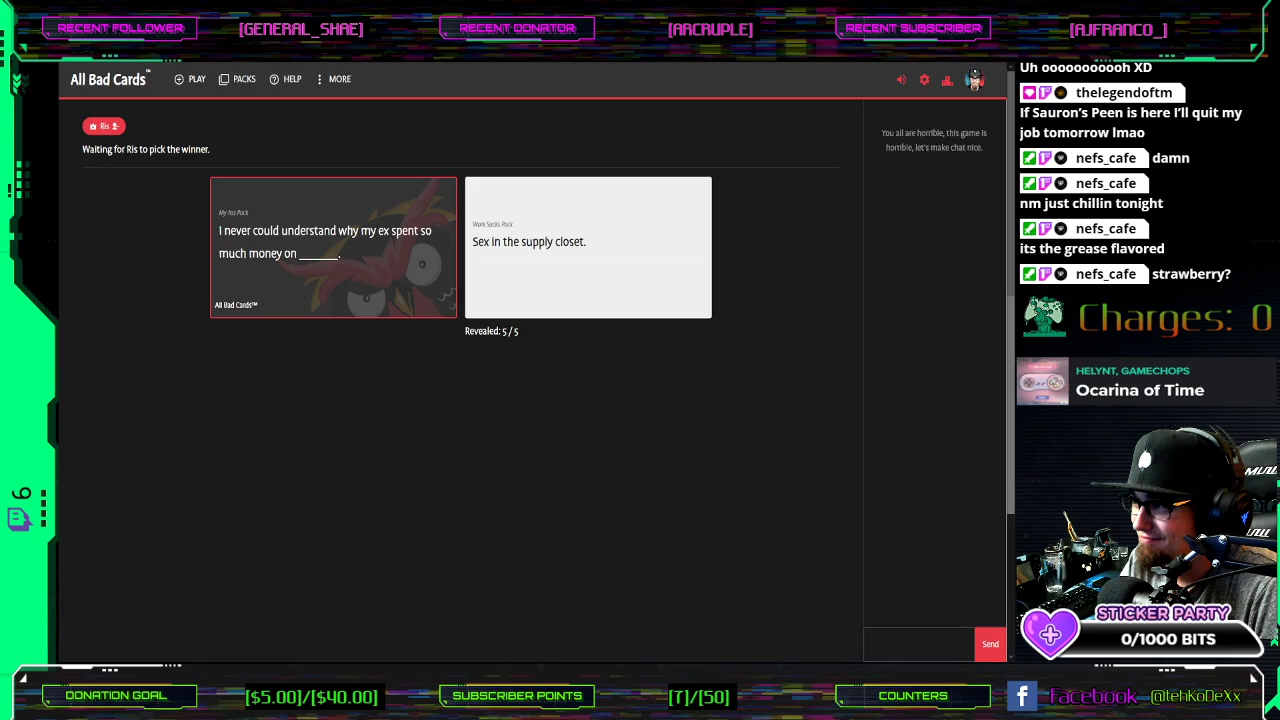 RECENT FOLLOWER
[GENERAL_SHAE]
RECENT DONATOR
[ARCRUPLE]
RECENT SUBSCRIBER
[AJFRANCO_]
All Bad Cards™
PLAY
PACKS
HELP
MORE
Ris
Waiting for Ris to pick the winner.
My Ass Pack
I never could understand why my ex spent so
much money on ______.
All Bad Cards™
Work Sucks Pack
Sex in the supply closet.
Revealed: 5 / 5
You all are horrible, this game is
horrible, let's make chat nice.
Send
Uh oooooooooh XD
thelegendoftm
If Sauron's Peen is here I'll quit my
job tomorrow lmao
nefs_cafe damn
nefs_cafe
nm just chillin tonight
nefs_cafe
its the grease flavored
nefs_cafe strawberry?
Charges: 0
HELYNT, GAMECHOPS
Ocarina of Time
STICKER PARTY
0/1000 BITS
6
DONATION GOAL
[$5.00]/[$40.00]
SUBSCRIBER POINTS
[7]/[50]
COUNTERS
Facebook
@tehKoDeXx